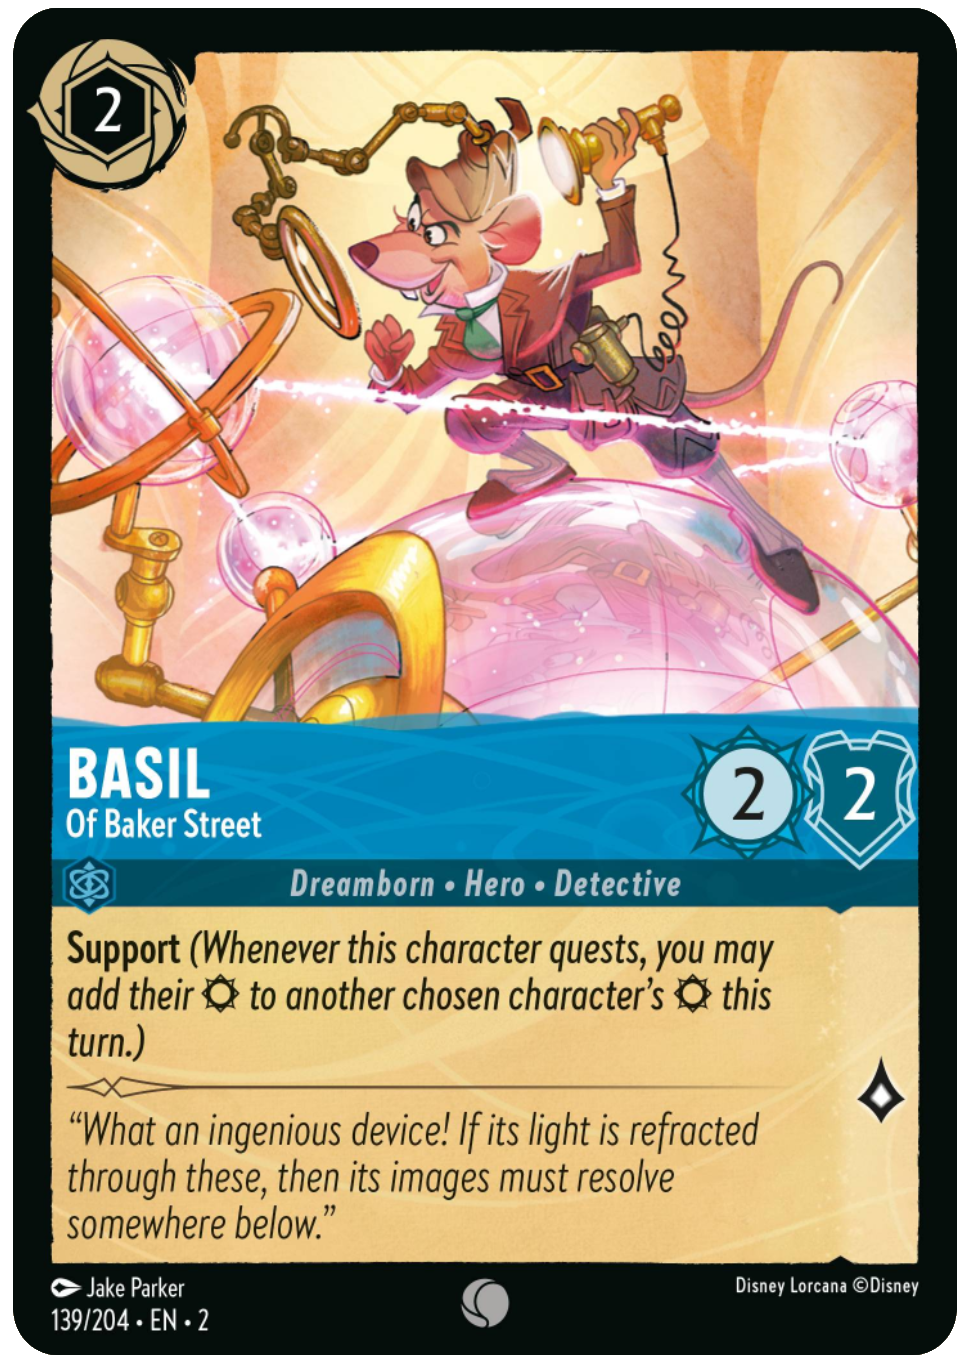 2
BASIL
Of Baker Street
2 2
Dreamborn • Hero • Detective
Support (Whenever this character quests, you may
add their to another chosen character's this
turn.)
“What an ingenious device! If its light is refracted
through these, then its images must resolve
somewhere below.”
Jake Parker
139/204 • EN • 2
Disney Lorcana ©Disney